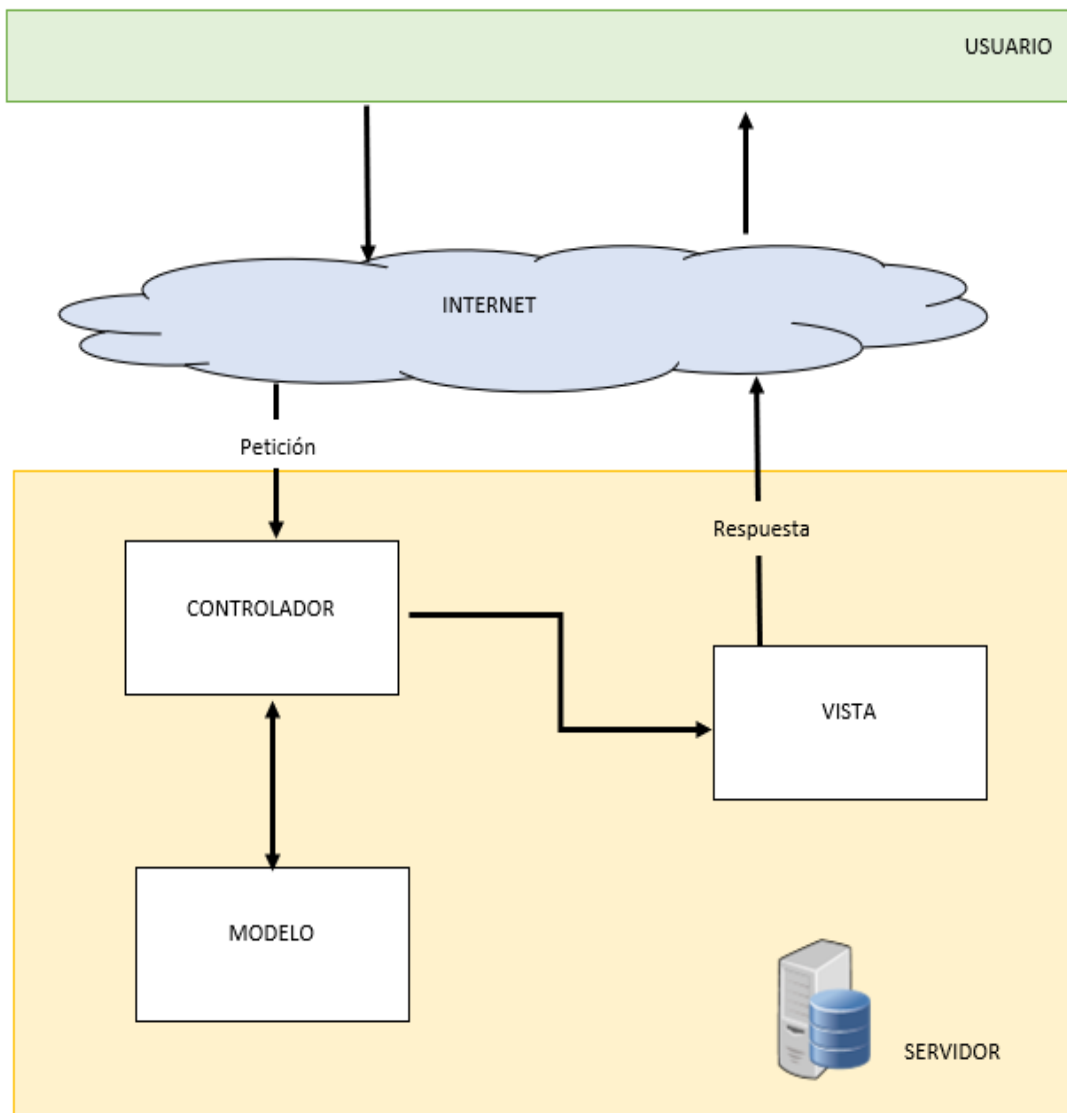 USUARIO
INTERNET
Petición
Respuesta
CONTROLADOR
VISTA
MODELO
SERVIDOR